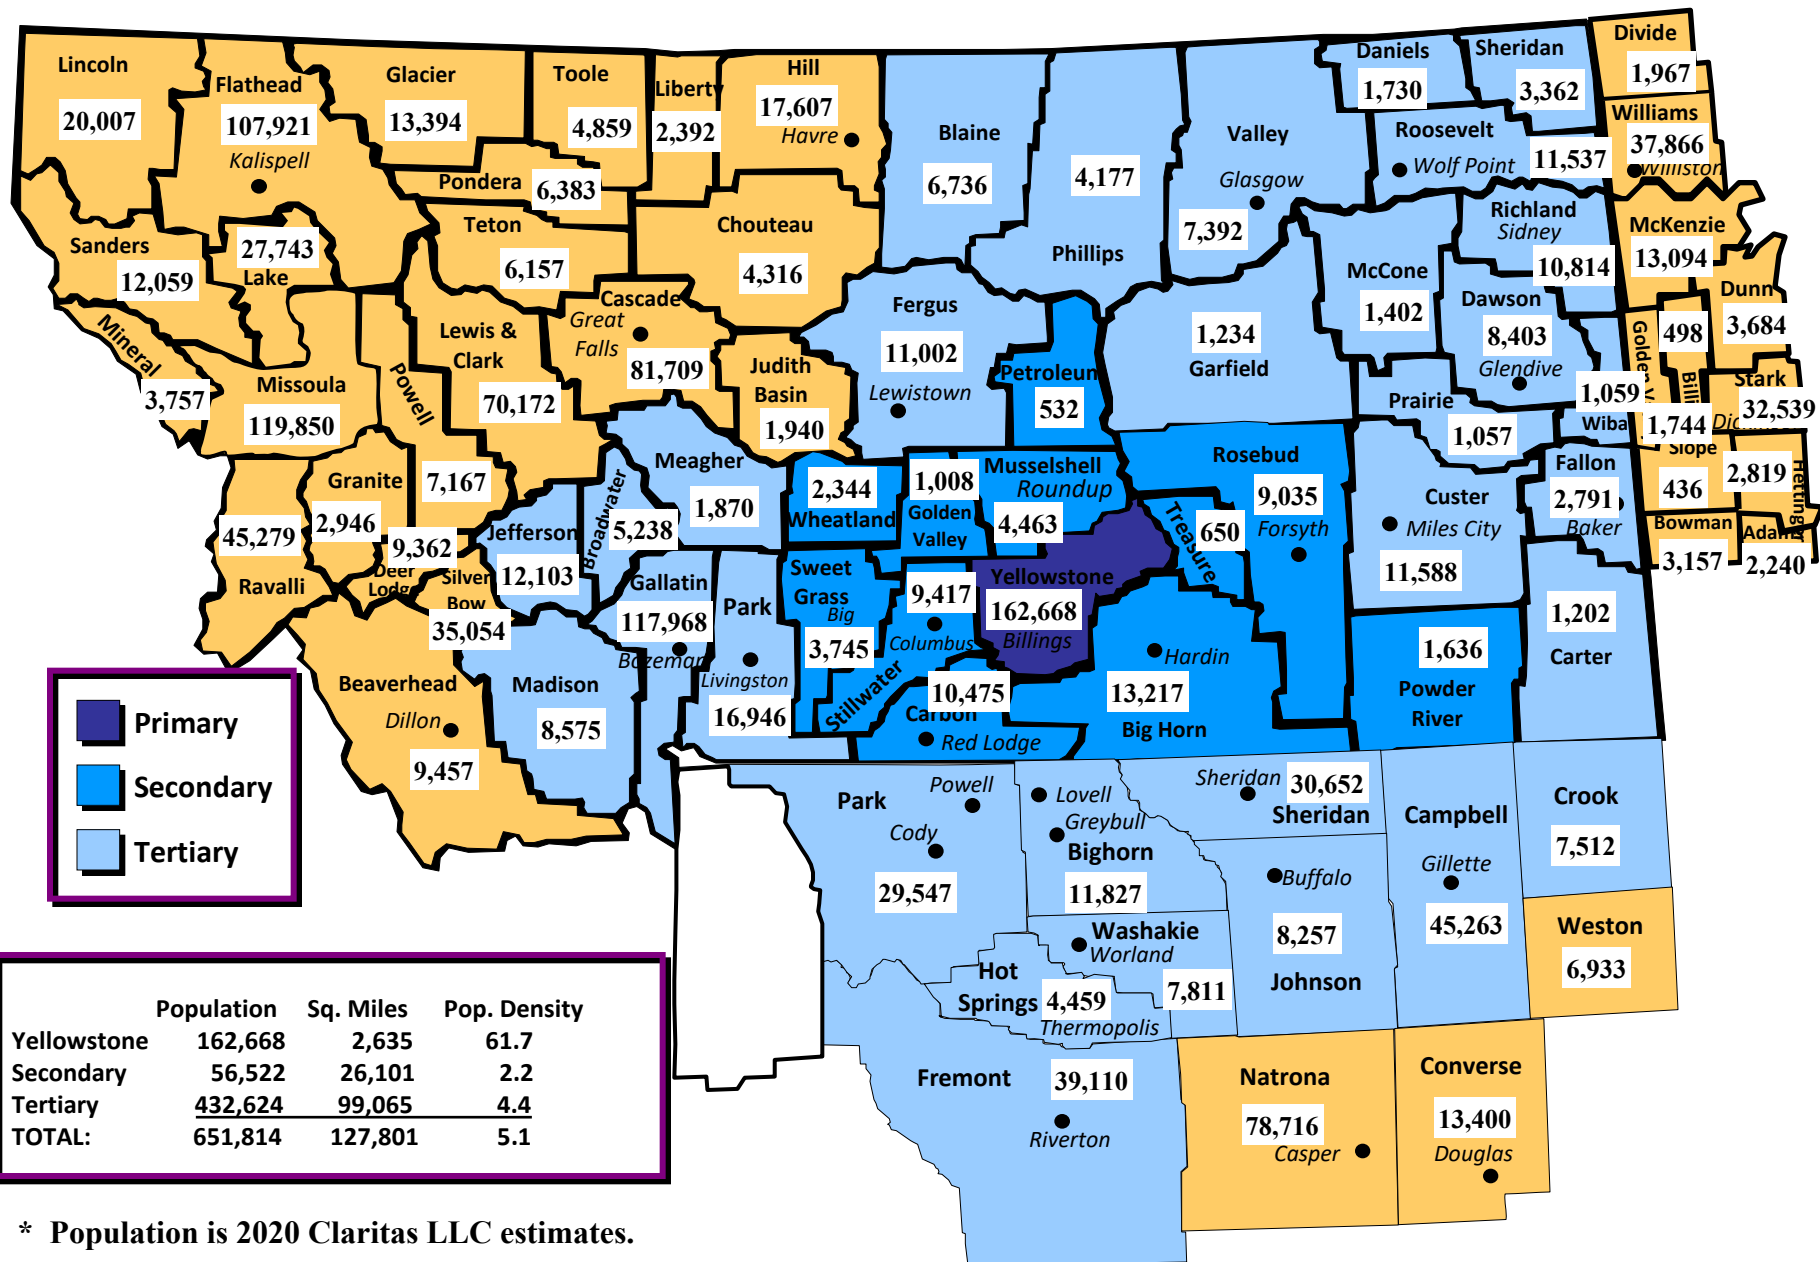 Lincoln
20,007
Flathead
107,921
Kalispell
Glacier
13,394
Toole
4,859
Liberty
2,392
Hill
17,607
Havre
Blaine
6,736
4,177
Phillips
Valley
Glasgow
7,392
Daniels
1,730
Sheridan
3,362
Roosevelt
Wolf Point
11,537
Divide
1,967
Williams
37,866
Williston
Pondera
6,383
Teton
6,157
Chouteau
4,316
Sanders
12,059
27,743
Lake
Mineral
3,757
Missoula
119,850
Powell
7,167
Lewis &
Clark
70,172
Cascade
Great
Falls
81,709
Judith
Basin
1,940
Fergus
11,002
Lewistown
Petroleun
532
1,234
Garfield
McCone
1,402
Richland
Sidney
10,814
Dawson
8,403
Glendive
McKenzie
13,094
Dunn
3,684
Golden V
1,744
498
Billi
Stark
32,539
Prairie
1,057
1,059
Wiba
Slope
436
2,819
Hettinger
Bowman
3,157
Adam
2,240
Fallon
2,791
Baker
Custer
Miles City
11,588
Rosebud
9,035
Forsyth
Treasure
650
Musselshell
Roundup
4,463
1,008
Golden
Valley
2,344
Wheatland
Meagher
1,870
Broadwater
5,238
Jefferson
12,103
Granite
2,946
45,279
Ravalli
9,362
Deer
Lodge
Silver
Bow
35,054
Gallatin
117,968
Bozeman
Park
Livingston
16,946
Sweet
Grass
Big
3,745
9,417
Columbus
Stillwater
Yellowstone
162,668
Billings
10,475
Carbon
Red Lodge
Hardin
13,217
Big Horn
1,636
Powder
River
1,202
Carter
Beaverhead
Dillon
9,457
Madison
8,575
Primary
Secondary
Tertiary
Park
Powell
Cody
29,547
Lovell
Greybull
Bighorn
11,827
Sheridan
30,652
Sheridan
Campbell
Gillette
45,263
Crook
7,512
Buffalo
8,257
Johnson
Washakie
Worland
7,811
Hot
Springs
4,459
Thermopolis
Weston
6,933
Fremont
39,110
Riverton
Natrona
78,716
Casper
Converse
13,400
Douglas
Population Sq. Miles Pop. Density
Yellowstone 162,668 2,635 61.7
Secondary 56,522 26,101 2.2
Tertiary 432,624 99,065 4.4
TOTAL: 651,814 127,801 5.1
* Population is 2020 Claritas LLC estimates.